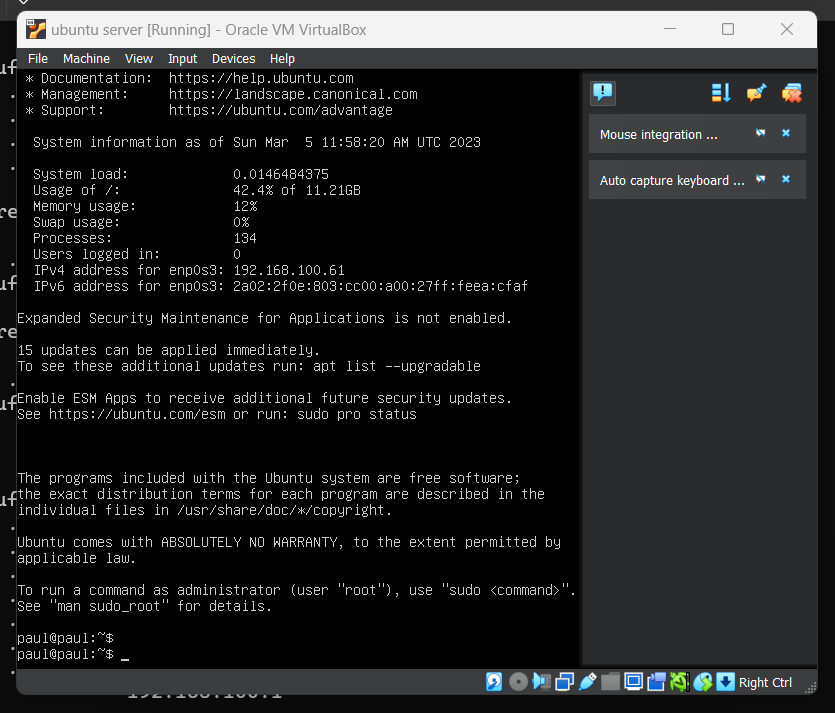 ubuntu server [Running] - Oracle VM VirtualBox
File Machine View Input Devices Help
* Documentation: https://help.ubuntu.com
* Management: https://landscape.canonical.com
* Support: https://ubuntu.com/advantage
System information as of Sun Mar 5 11:58:20 AM UTC 2023
System load: 0.0146484375
Usage of /: 42.4% of 11.21GB
Memory usage: 12%
Swap usage: 0%
Processes: 134
Users logged in: 0
IPv4 address for enp0s3: 192.168.100.61
IPv6 address for enp0s3: 2a02:2f0e:803:cc00:a00:27ff:feea:cfaf
Expanded Security Maintenance for Applications is not enabled.
15 updates can be applied immediately.
To see these additional updates run: apt list --upgradable
Enable ESM Apps to receive additional future security updates.
See https://ubuntu.com/esm or run: sudo pro status
The programs included with the Ubuntu system are free software;
the exact distribution terms for each program are described in the
individual files in /usr/share/doc/*/copyright.
Ubuntu comes with ABSOLUTELY NO WARRANTY, to the extent permitted by
applicable law.
To run a command as administrator (user "root"), use "sudo <command>".
See "man sudo_root" for details.
paul@paul:~$
paul@paul:~$ _
Mouse integration ...
Auto capture keyboard ...
Right Ctrl